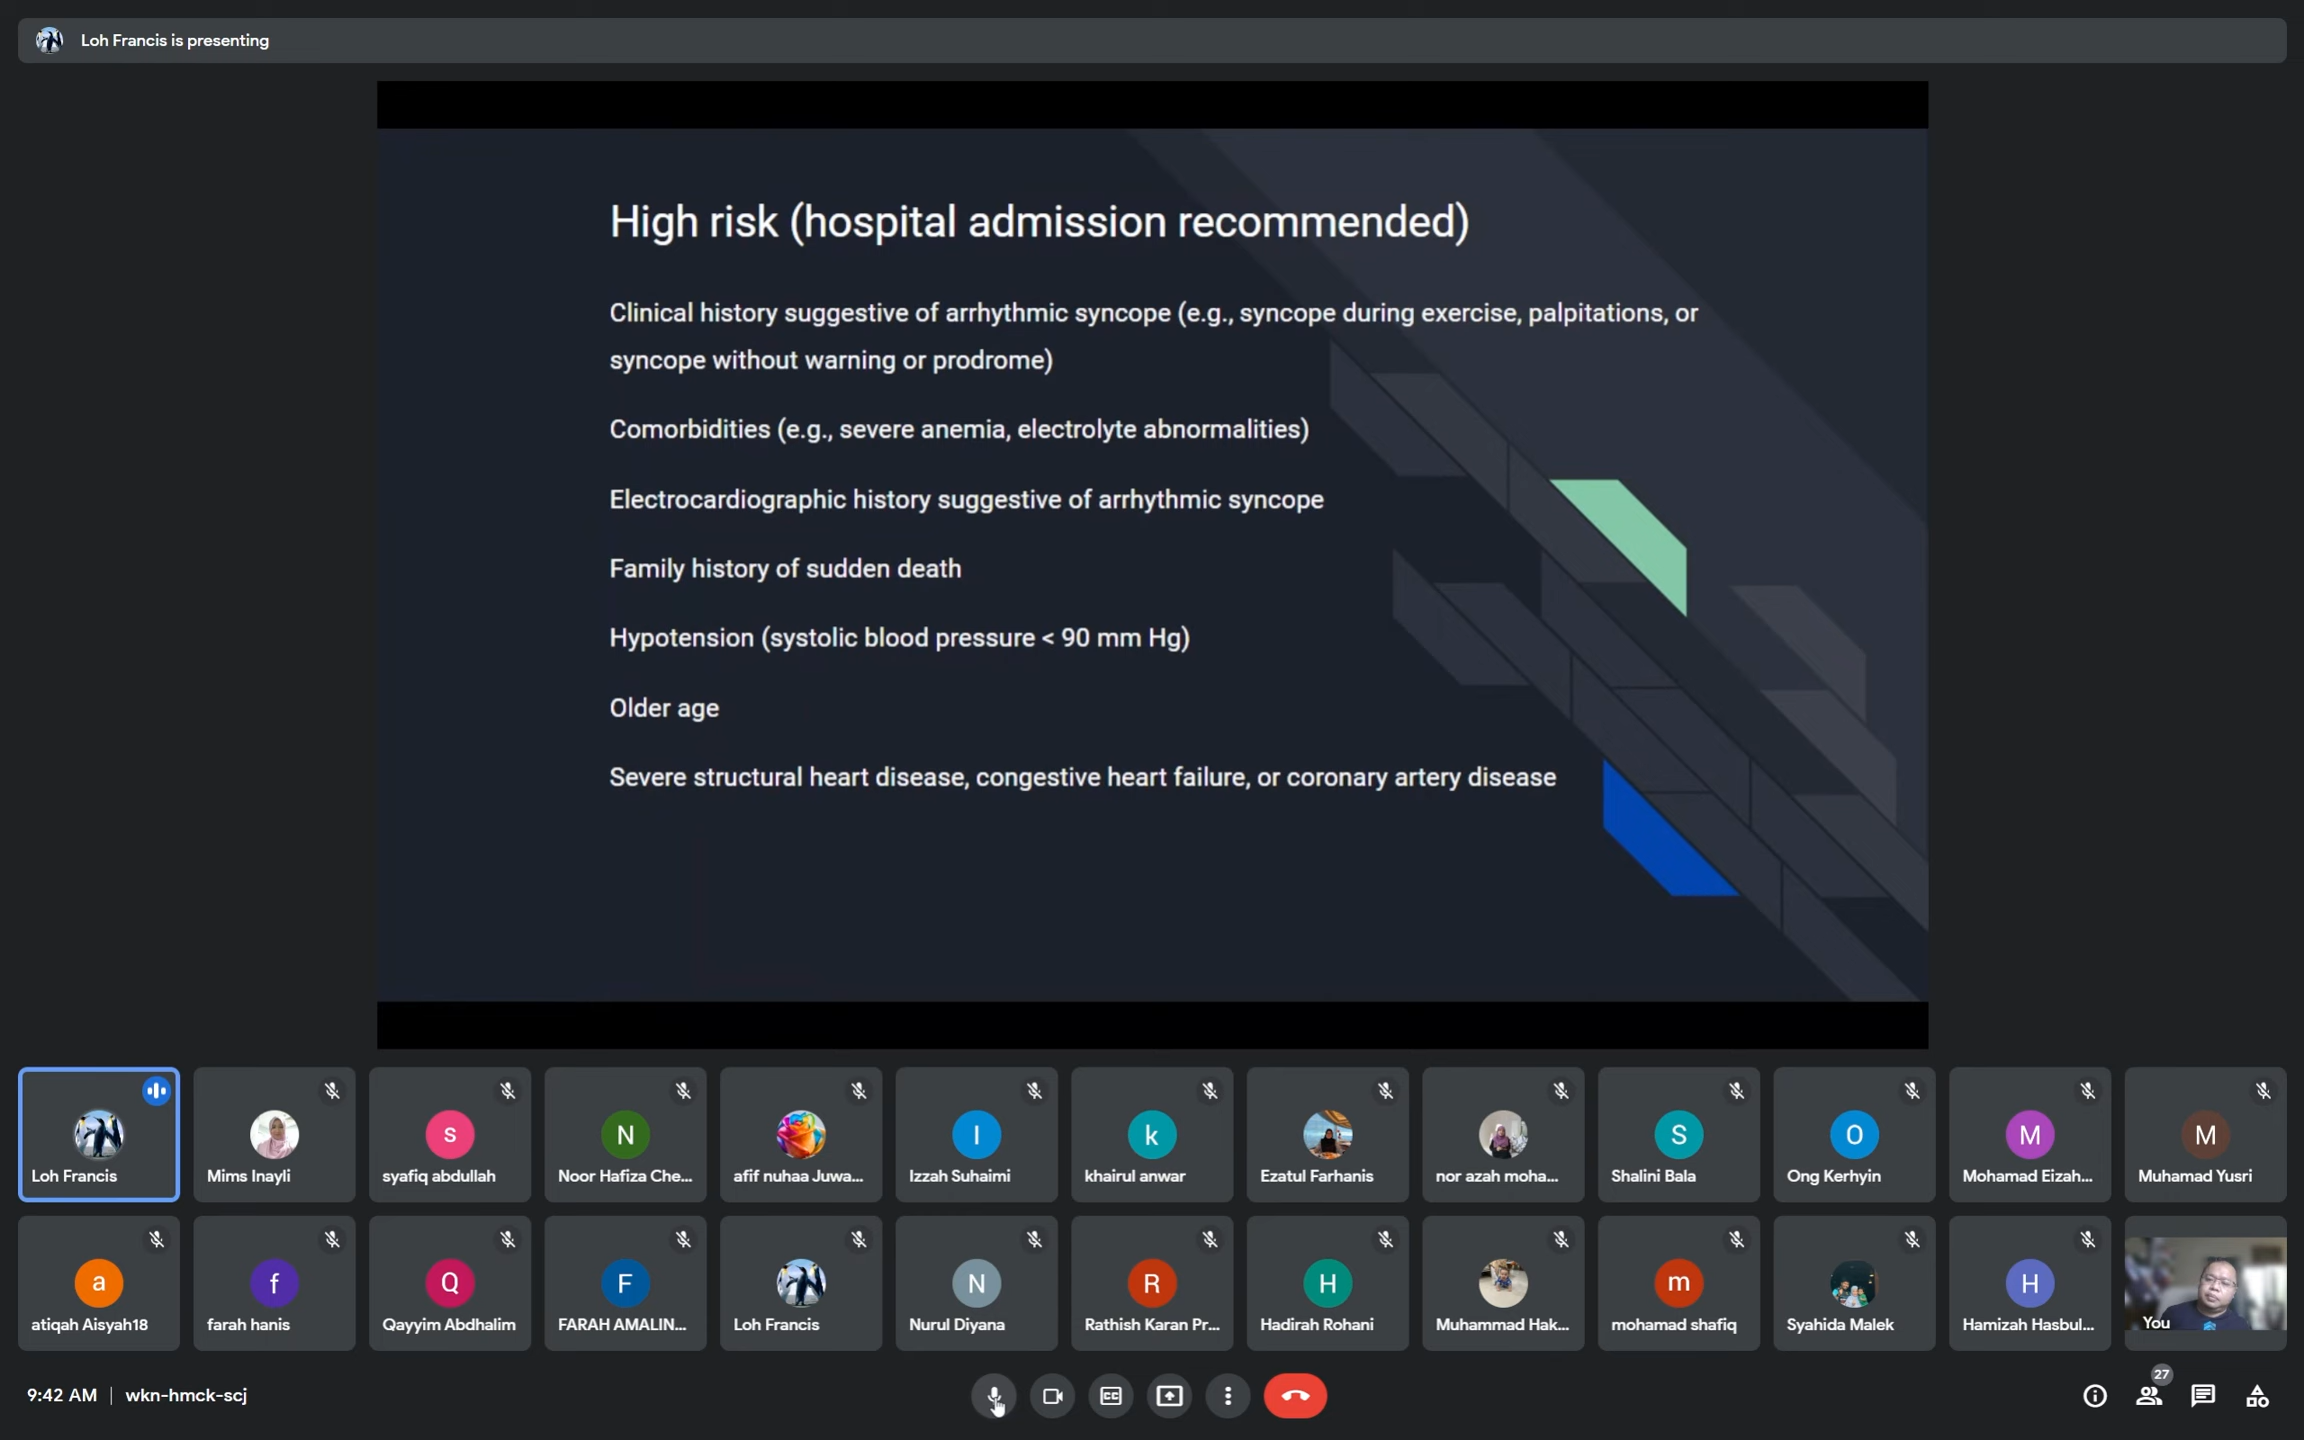 Loh Francis is presenting
High risk (hospital admission recommended)
Clinical history suggestive of arrhythmic syncope (e.g., syncope during exercise, palpitations, or
syncope without warning or prodrome)
Comorbidities (e.g., severe anemia, electrolyte abnormalities)
Electrocardiographic history suggestive of arrhythmic syncope
Family history of sudden death
Hypotension (systolic blood pressure < 90 mm Hg)
Older age
Severe structural heart disease, congestive heart failure, or coronary artery disease
Loh Francis
Mims Inayli
s
syafiq abdullah
N
Noor Hafiza Che...
afif nuhaa Juwa...
I
Izzah Suhaimi
k
khairul anwar
Ezatul Farhanis
nor azah moha...
S
Shalini Bala
O
Ong Kerhyin
M
Mohamad Eizah...
M
Muhamad Yusri
a
atiqah Aisyah18
f
farah hanis
Q
Qayyim Abdhalim
F
FARAH AMALIN...
Loh Francis
N
Nurul Diyana
R
Rathish Karan Pr...
H
Hadirah Rohani
Muhammad Hak...
m
mohamad shafiq
Syahida Malek
H
Hamizah Hasbul...
You
9:42 AM | wkn-hmck-scj
CC
27